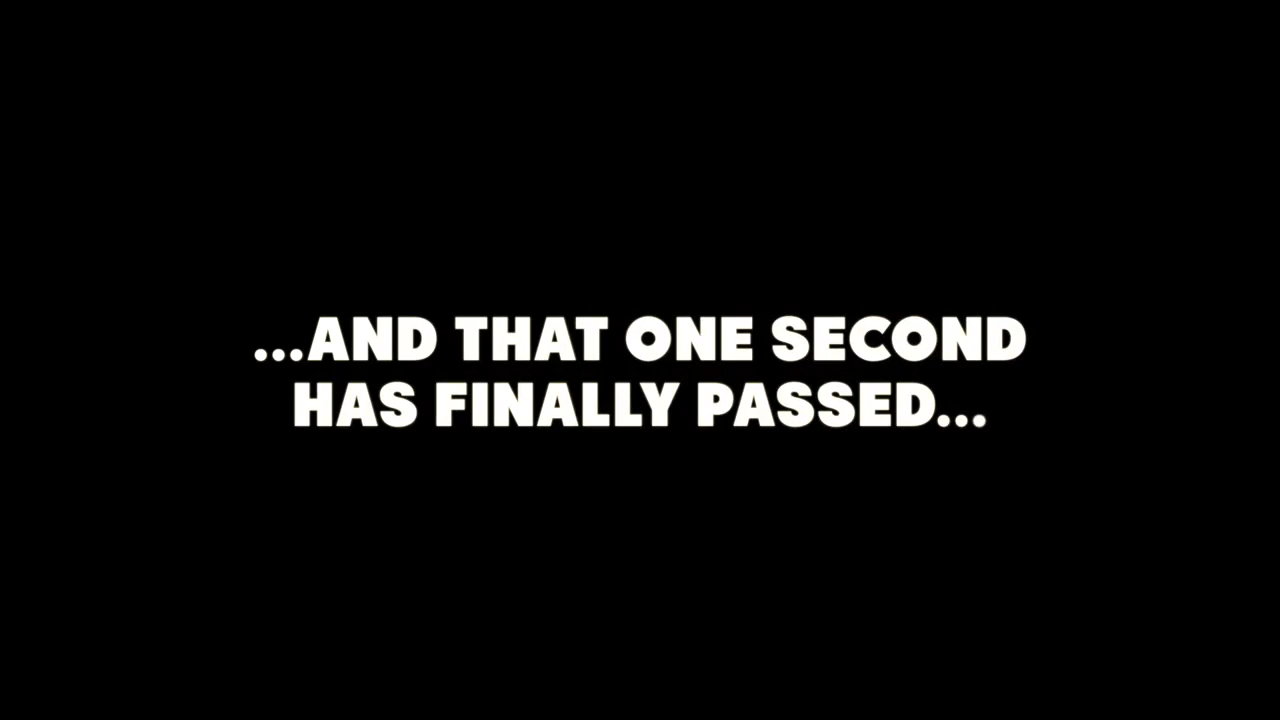 ...AND THAT ONE SECOND
HAS FINALLY PASSED...